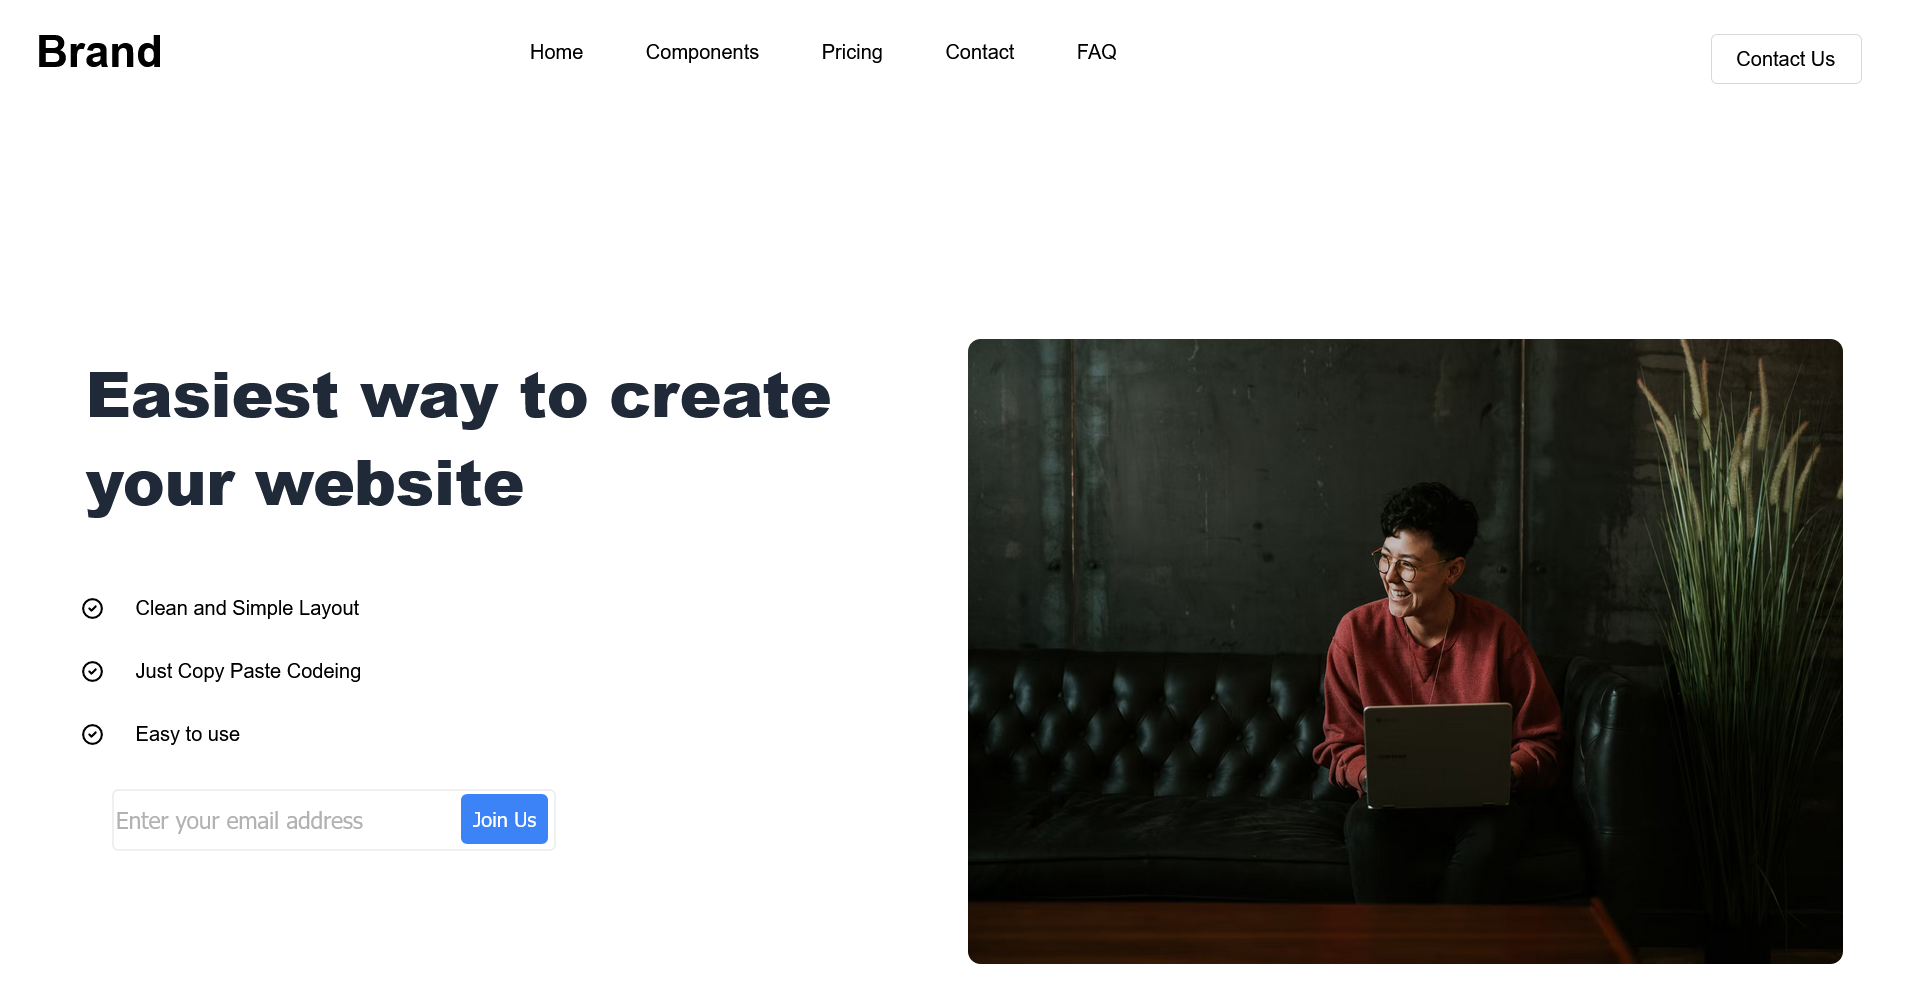 Brand
Home Components Pricing Contact FAQ
Contact Us
Easiest way to create
your website
Clean and Simple Layout
Just Copy Paste Codeing
Easy to use
Enter your email address Join Us